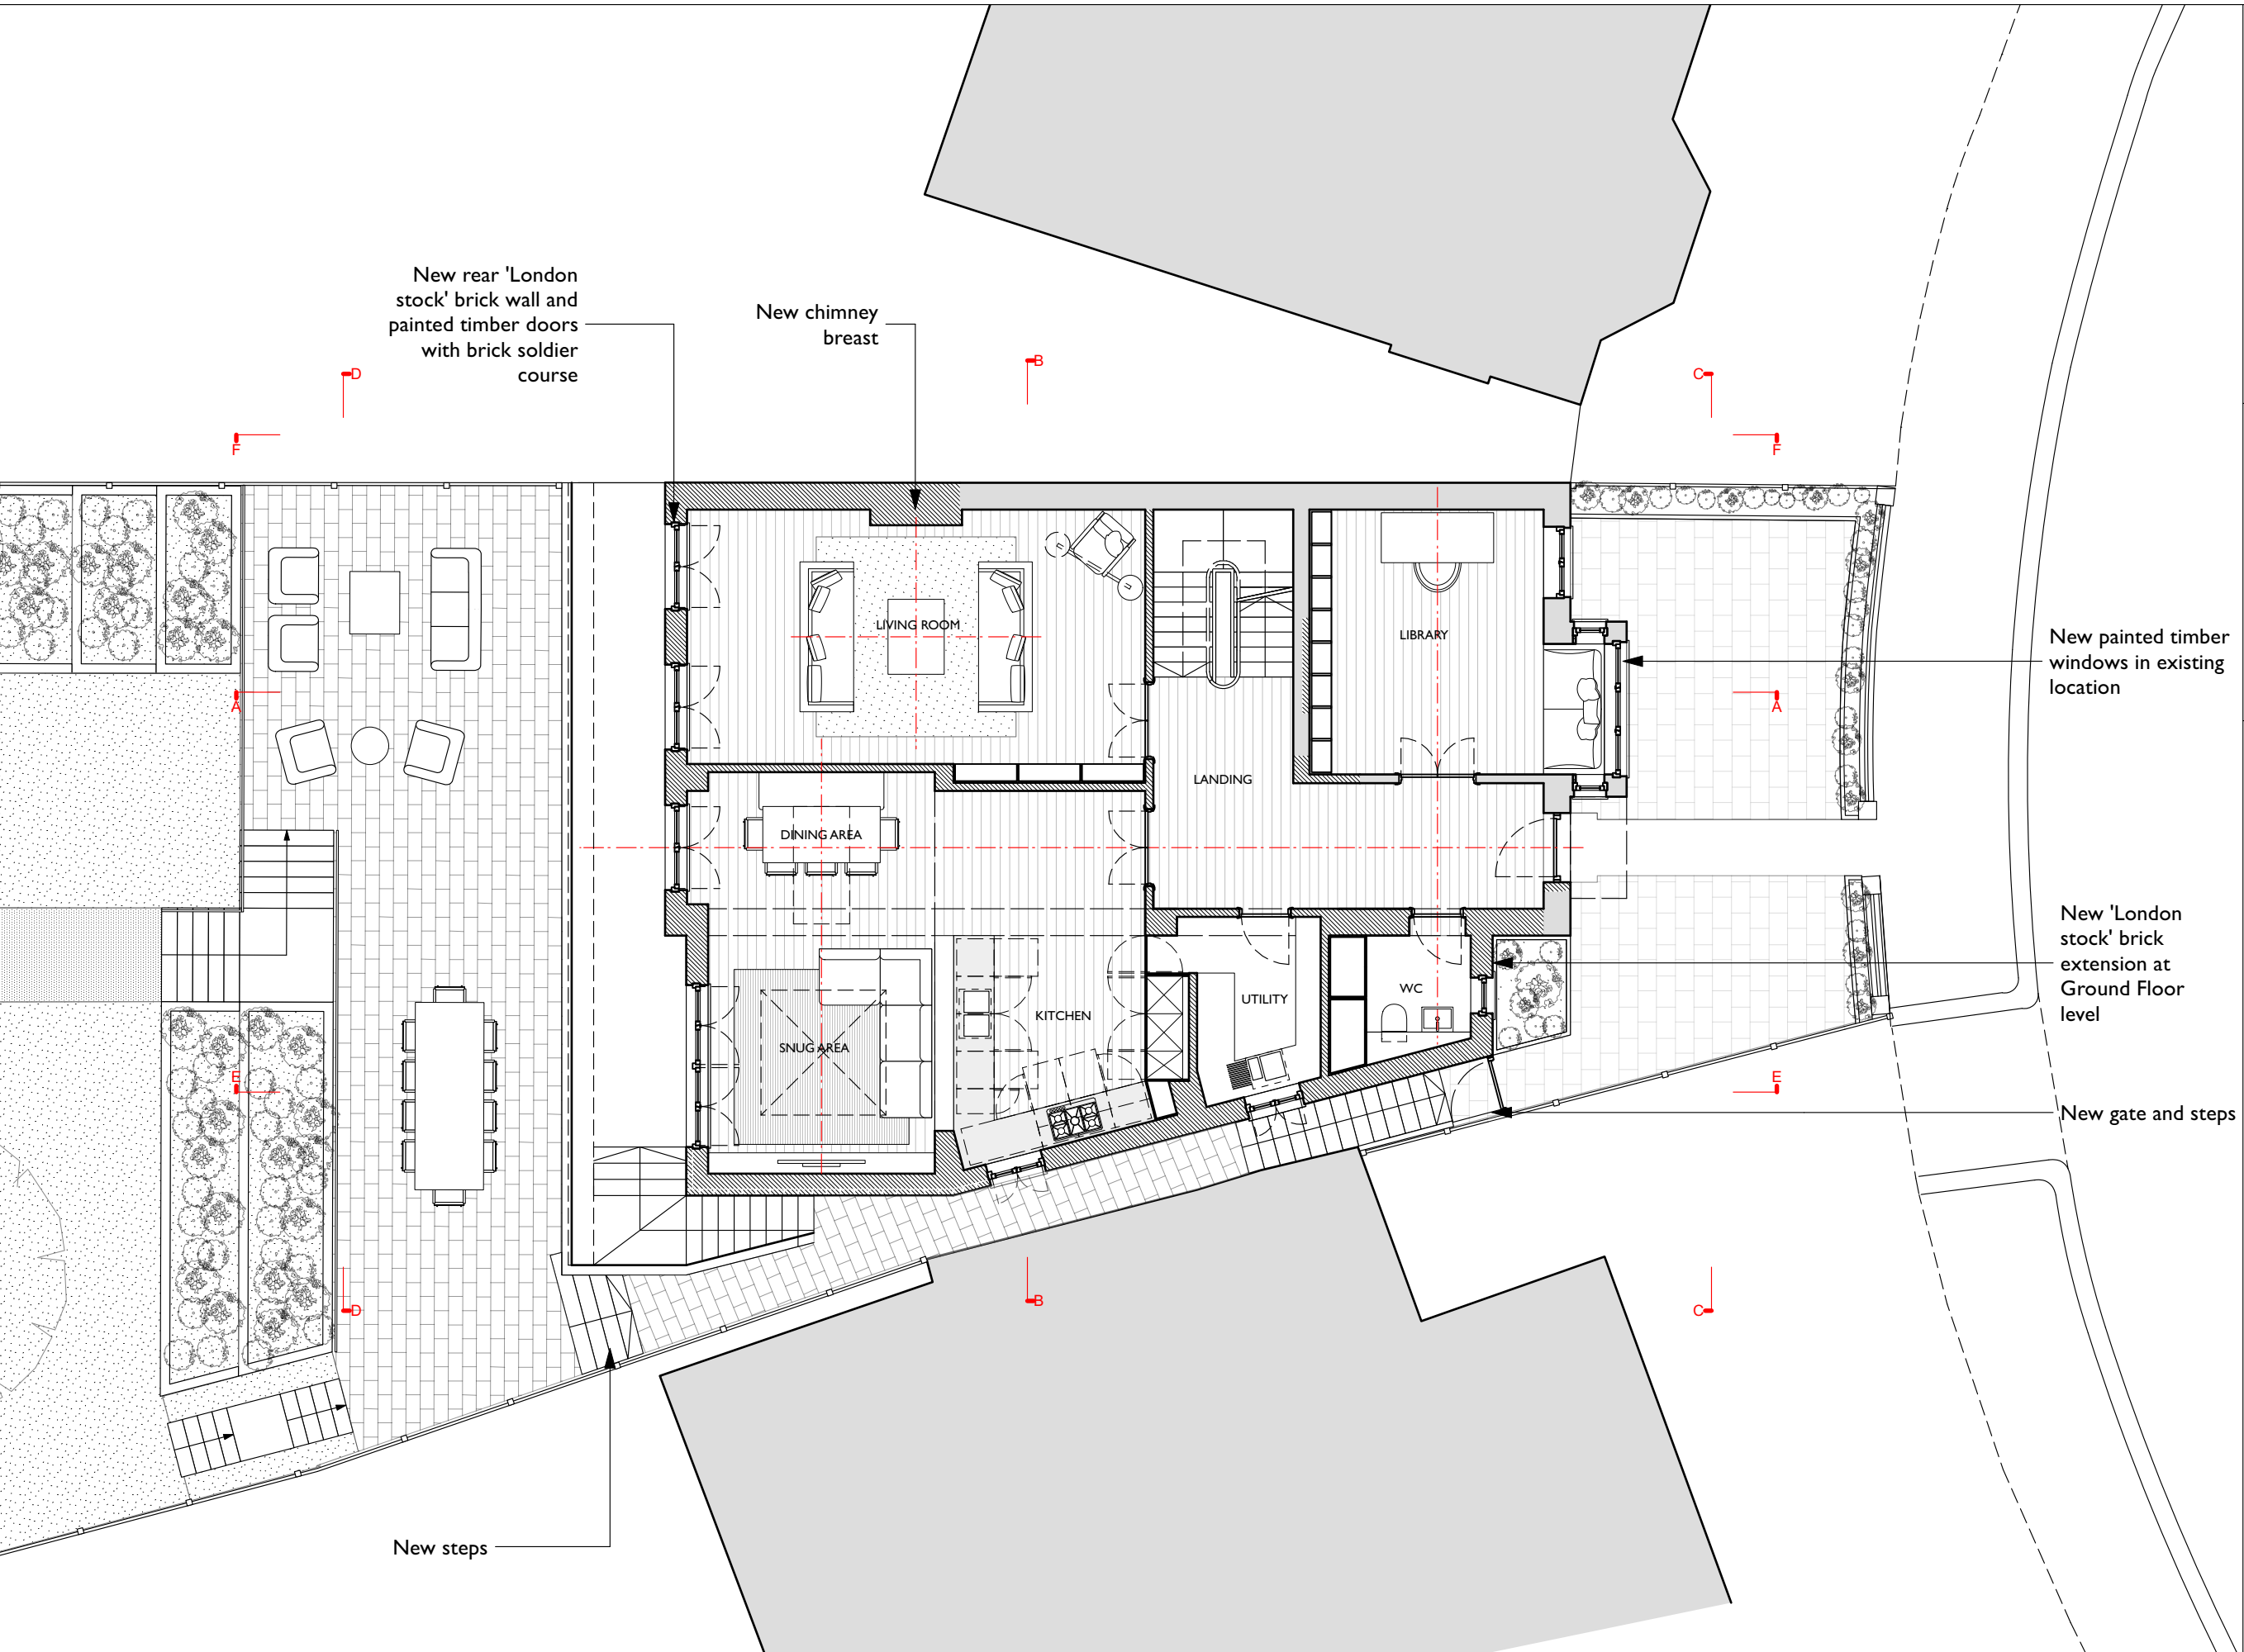 New rear 'London
stock' brick wall and
painted timber doors
with brick soldier
course
New chimney
breast
D
B
C
F
F
LIVING ROOM
LIBRARY
New painted timber
windows in existing
location
A
A
LANDING
DINING AREA
New 'London
stock' brick
extension at
Ground Floor
level
WC
UTILITY
KITCHEN
SNUG AREA
E
E
New gate and steps
D
B
C
New steps